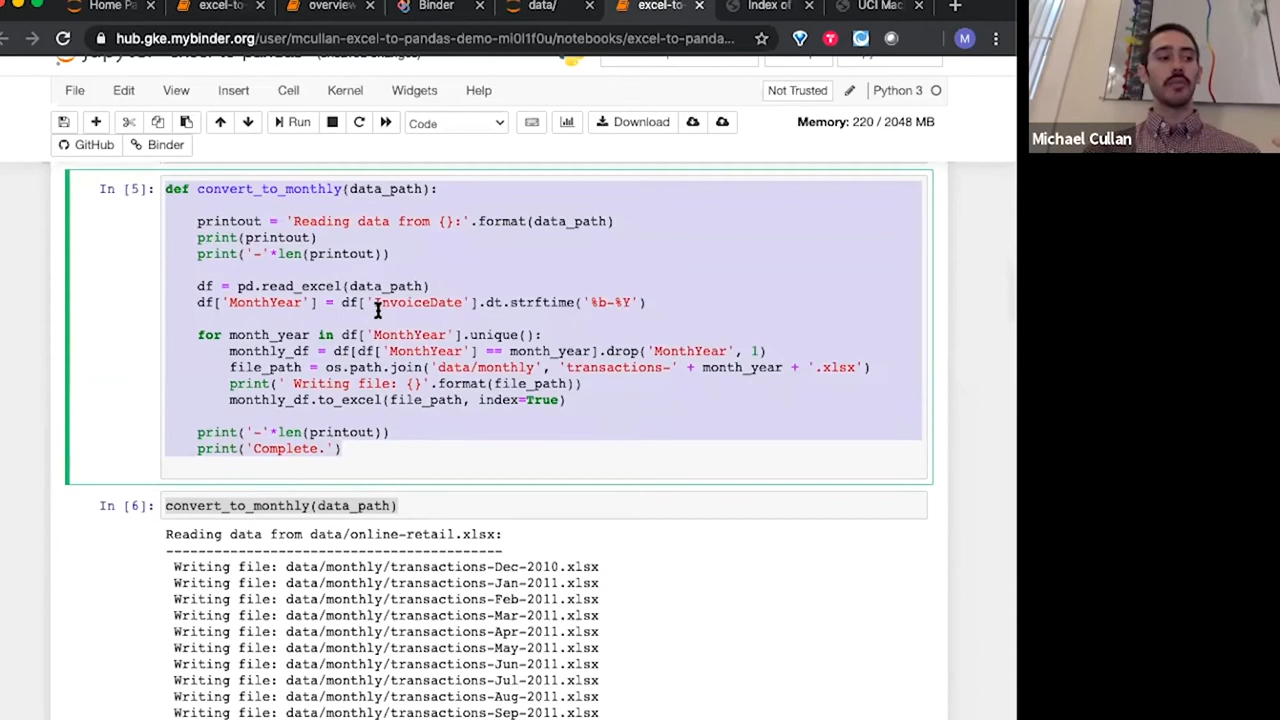 Home Pa
excel-to-
overview
Binder
data/
excel-to-
Index of
UCI Mac
hub.gke.mybinder.org/user/mcullan-excel-to-pandas-demo-mi0l1f0u/notebooks/excel-to-panda...
M
File Edit View Insert Cell Kernel Widgets Help
Not Trusted
Python 3
Run
Code
Download
Memory: 220 / 2048 MB
GitHub
Binder
In [5]:
def convert_to_monthly(data_path):
printout = 'Reading data from {}:'.format(data_path)
print(printout)
print('-'*len(printout))
df = pd.read_excel(data_path)
df['MonthYear'] = df['InvoiceDate'].dt.strftime('%b-%Y')
for month_year in df['MonthYear'].unique():
monthly_df = df[df['MonthYear'] == month_year].drop('MonthYear', 1)
file_path = os.path.join('data/monthly', 'transactions-' + month_year + '.xlsx')
print(' Writing file: {}'.format(file_path))
monthly_df.to_excel(file_path, index=True)
print('-'*len(printout))
print('Complete.')
In [6]:
convert_to_monthly(data_path)
Reading data from data/online-retail.xlsx:
------------------------------------------
Writing file: data/monthly/transactions-Dec-2010.xlsx
Writing file: data/monthly/transactions-Jan-2011.xlsx
Writing file: data/monthly/transactions-Feb-2011.xlsx
Writing file: data/monthly/transactions-Mar-2011.xlsx
Writing file: data/monthly/transactions-Apr-2011.xlsx
Writing file: data/monthly/transactions-May-2011.xlsx
Writing file: data/monthly/transactions-Jun-2011.xlsx
Writing file: data/monthly/transactions-Jul-2011.xlsx
Writing file: data/monthly/transactions-Aug-2011.xlsx
Writing file: data/monthly/transactions-Sep-2011.xlsx
Michael Cullan